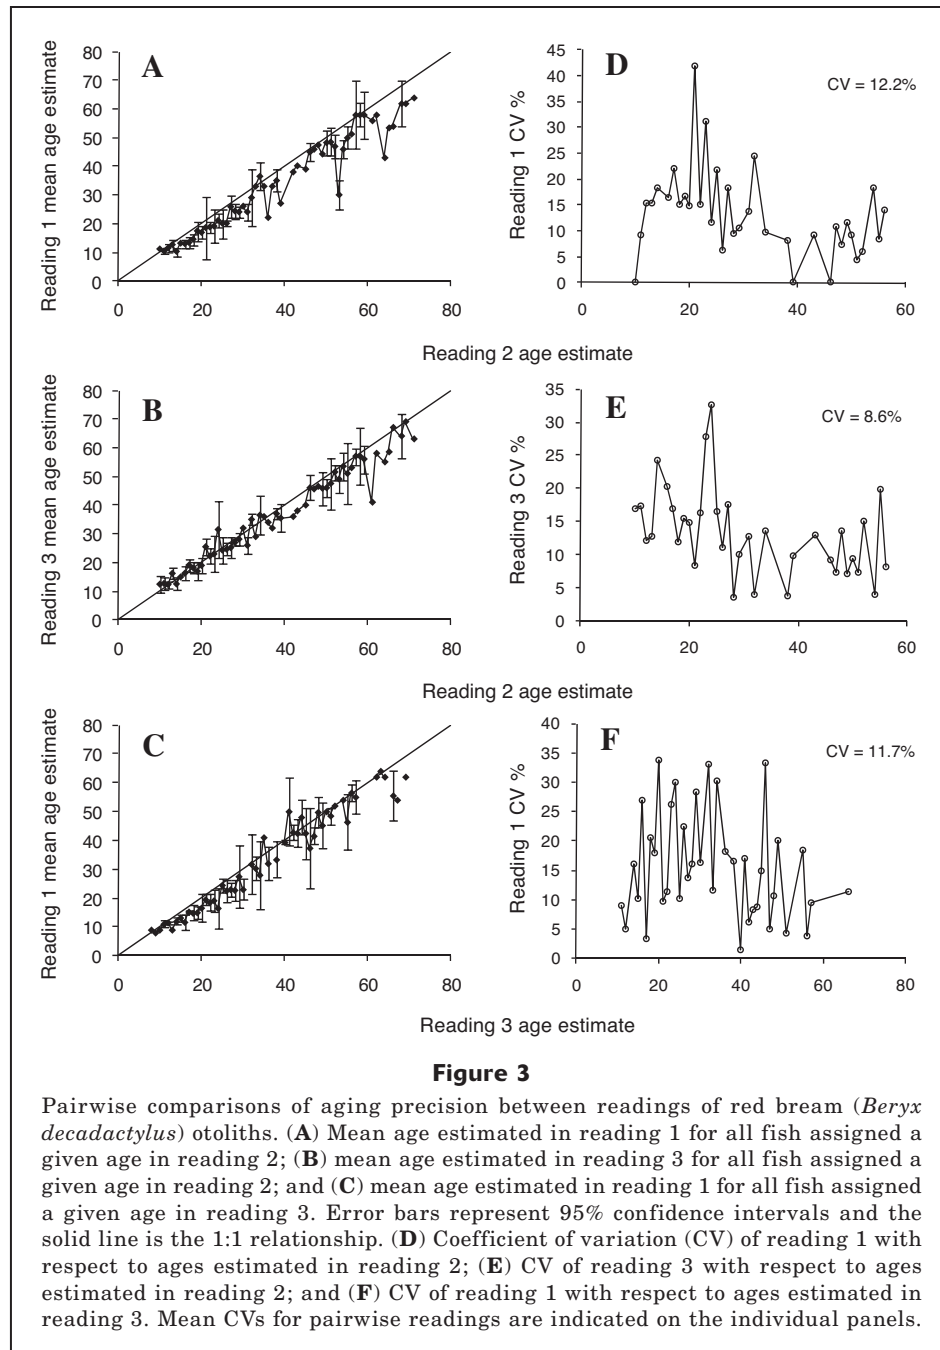 A
Reading 1 mean age estimate
80
70
60
50
40
30
20
10
0
0 20 40 60 80
Reading 2 age estimate
D
CV = 12.2%
Reading 1 CV %
45
40
35
30
25
20
15
10
5
0
0 20 40 60
B
Reading 3 mean age estimate
80
70
60
50
40
30
20
10
0
0 20 40 60 80
Reading 2 age estimate
E
CV = 8.6%
Reading 3 CV %
35
30
25
20
15
10
5
0
0 20 40 60
C
Reading 1 mean age estimate
80
70
60
50
40
30
20
10
0
0 20 40 60 80
Reading 3 age estimate
F
CV = 11.7%
Reading 1 CV %
40
35
30
25
20
15
10
5
0
0 20 40 60 80
Figure 3
Pairwise comparisons of aging precision between readings of red bream (Beryx
decadactylus) otoliths. (A) Mean age estimated in reading 1 for all fish assigned a
given age in reading 2; (B) mean age estimated in reading 3 for all fish assigned a
given age in reading 2; and (C) mean age estimated in reading 1 for all fish assigned
a given age in reading 3. Error bars represent 95% confidence intervals and the
solid line is the 1:1 relationship. (D) Coefficient of variation (CV) of reading 1 with
respect to ages estimated in reading 2; (E) CV of reading 3 with respect to ages
estimated in reading 2; and (F) CV of reading 1 with respect to ages estimated in
reading 3. Mean CVs for pairwise readings are indicated on the individual panels.